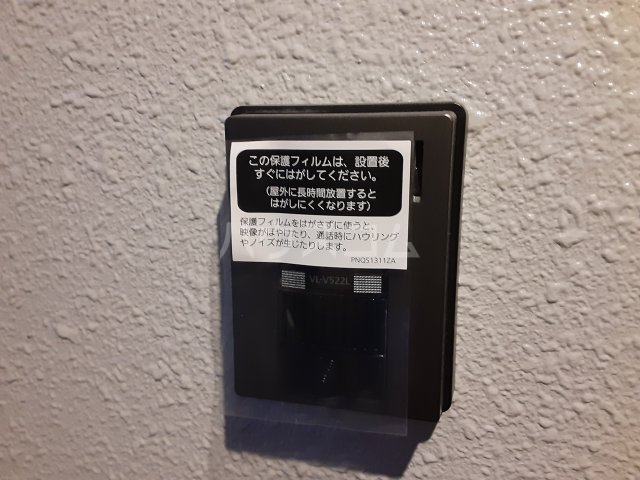 この保護フィルムは、設置後
すぐにはがしてください。
(屋外に長時間放置すると
はがしにくくなります)
保護フィルムをはがさずに使うと、
映像がぼやけたり、通話時にハウリング
やノイズが生じたりします。
PNQS1311ZA
VL-V522L